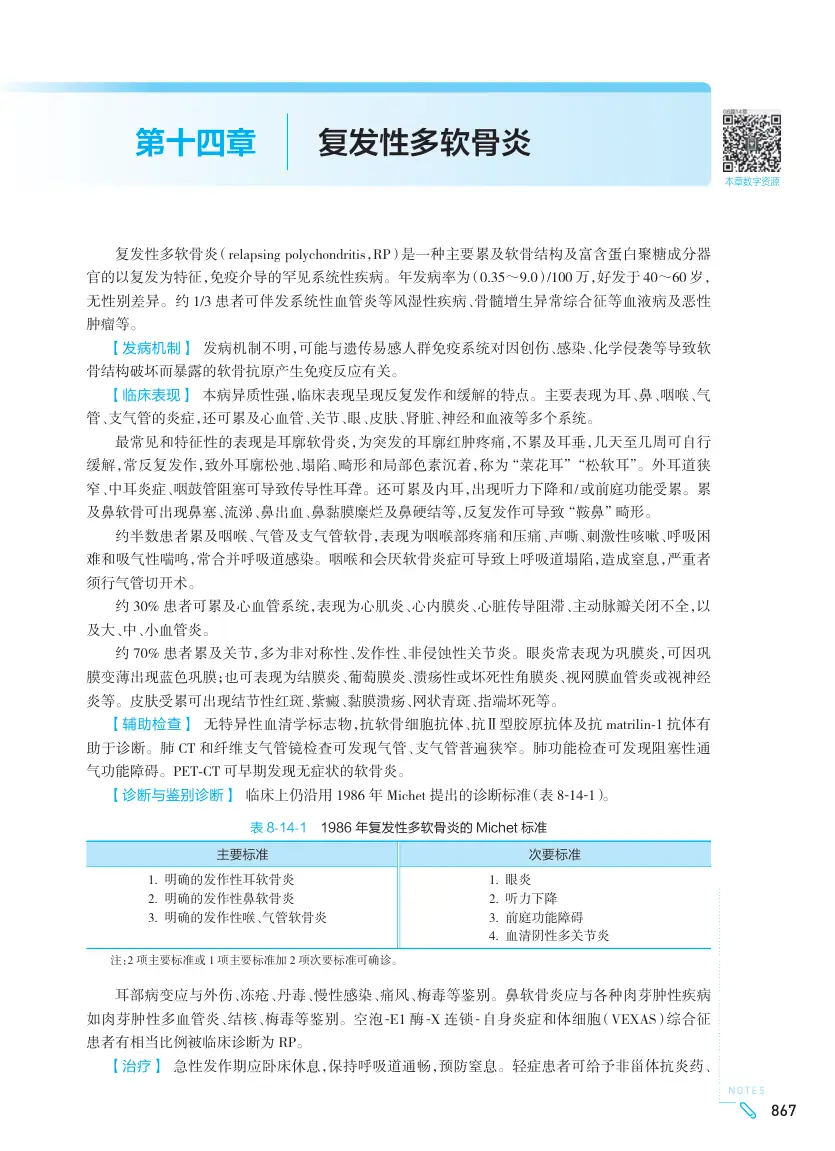 第十四章 复发性多软骨炎
本章数字资源
复发性多软骨炎（relapsing polychondritis，RP）是一种主要累及软骨结构及富含蛋白聚糖成分器
官的以复发为特征，免疫介导的罕见系统性疾病。年发病率为（0.35～9.0）/100 万，好发于 40～60 岁，
无性别差异。约 1/3 患者可伴发系统性血管炎等风湿性疾病、骨髓增生异常综合征等血液病及恶性
肿瘤等。
【发病机制】 发病机制不明，可能与遗传易感人群免疫系统对因创伤、感染、化学侵袭等导致软
骨结构破坏而暴露的软骨抗原产生免疫反应有关。
【临床表现】 本病异质性强，临床表现呈现反复发作和缓解的特点。主要表现为耳、鼻、咽喉、气
管、支气管的炎症，还可累及心血管、关节、眼、皮肤、肾脏、神经和血液等多个系统。
最常见和特征性的表现是耳廓软骨炎，为突发的耳廓红肿疼痛，不累及耳垂，几天至几周可自行
缓解，常反复发作，致外耳廓松弛、塌陷、畸形和局部色素沉着，称为“菜花耳”“松软耳”。外耳道狭
窄、中耳炎症、咽鼓管阻塞可导致传导性耳聋。还可累及内耳，出现听力下降和/或前庭功能受累。累
及鼻软骨可出现鼻塞、流涕、鼻出血、鼻黏膜糜烂及鼻硬结等，反复发作可导致“鞍鼻”畸形。
约半数患者累及咽喉、气管及支气管软骨，表现为咽喉部疼痛和压痛、声嘶、刺激性咳嗽、呼吸困
难和吸气性喘鸣，常合并呼吸道感染。咽喉和会厌软骨炎症可导致上呼吸道塌陷，造成窒息，严重者
须行气管切开术。
约 30% 患者可累及心血管系统，表现为心肌炎、心内膜炎、心脏传导阻滞、主动脉瓣关闭不全，以
及大、中、小血管炎。
约 70% 患者累及关节，多为非对称性、发作性、非侵蚀性关节炎。眼炎常表现为巩膜炎，可因巩
膜变薄出现蓝色巩膜；也可表现为结膜炎、葡萄膜炎、溃疡性或坏死性角膜炎、视网膜血管炎或视神经
炎等。皮肤受累可出现结节性红斑、紫癜、黏膜溃疡、网状青斑、指端坏死等。
【辅助检查】 无特异性血清学标志物，抗软骨细胞抗体、抗Ⅱ型胶原抗体及抗 matrilin-1 抗体有
助于诊断。肺 CT 和纤维支气管镜检查可发现气管、支气管普遍狭窄。肺功能检查可发现阻塞性通
气功能障碍。PET-CT 可早期发现无症状的软骨炎。
【诊断与鉴别诊断】 临床上仍沿用 1986 年 Michet 提出的诊断标准（表 8-14-1）。
表 8-14-1 1986 年复发性多软骨炎的 Michet 标准
主要标准 次要标准
1. 明确的发作性耳软骨炎 1. 眼炎
2. 明确的发作性鼻软骨炎 2. 听力下降
3. 明确的发作性喉、气管软骨炎 3. 前庭功能障碍
4. 血清阴性多关节炎
注：2 项主要标准或 1 项主要标准加 2 项次要标准可确诊。
耳部病变应与外伤、冻疮、丹毒、慢性感染、痛风、梅毒等鉴别。鼻软骨炎应与各种肉芽肿性疾病
如肉芽肿性多血管炎、结核、梅毒等鉴别。空泡-E1 酶-X 连锁-自身炎症和体细胞（VEXAS）综合征
患者有相当比例被临床诊断为 RP。
【治疗】 急性发作期应卧床休息，保持呼吸道通畅，预防窒息。轻症患者可给予非甾体抗炎药、
NOTES
867